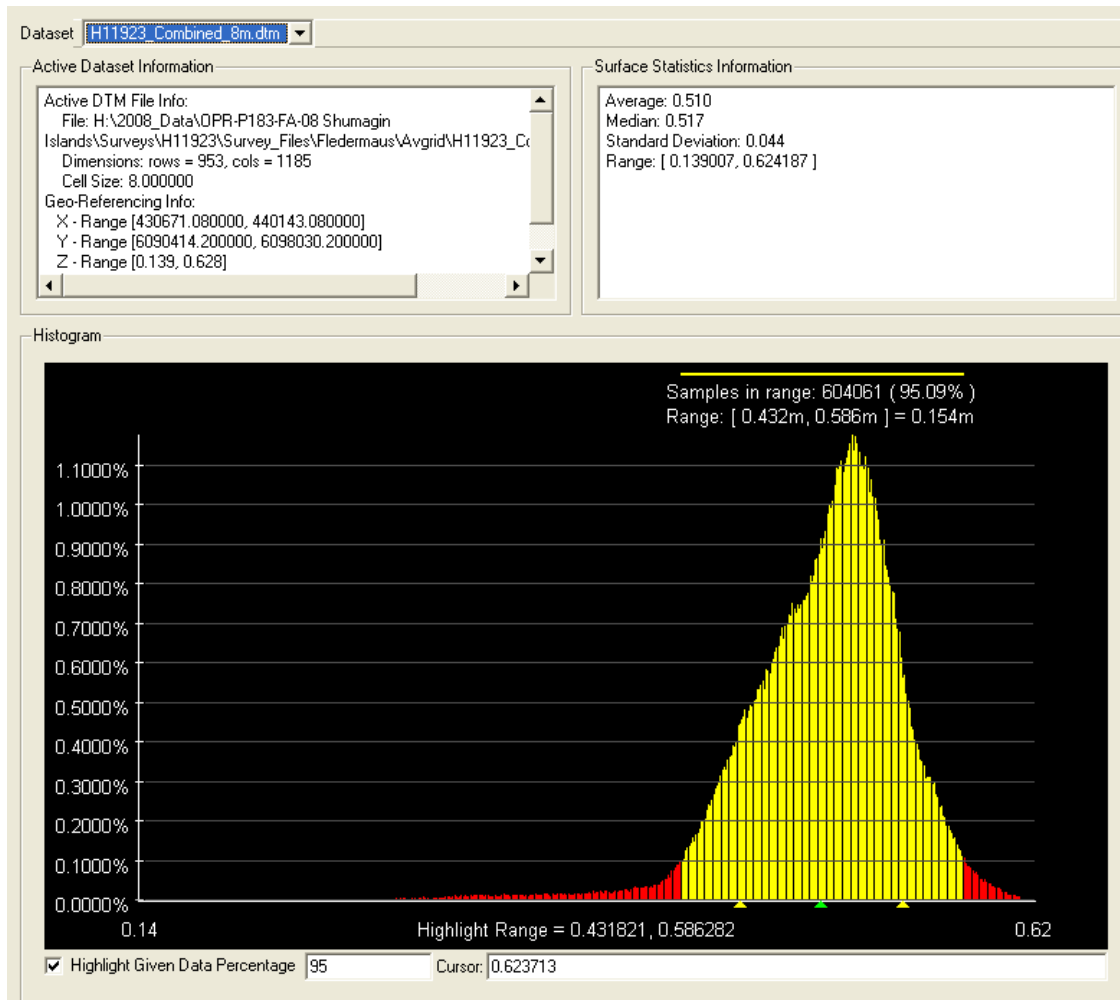 Dataset H11923_Combined_8m.dtm
Active Dataset Information
Active DTM File Info:
File: H:\2008_Data\OPR-P183-FA-08 Shumagin
Islands\Surveys\H11923\Survey_Files\Fledermaus\Avgrid\H11923_Co
Dimensions: rows = 953, cols = 1185
Cell Size: 8.000000
Geo-Referencing Info:
X - Range [430671.080000, 440143.080000]
Y - Range [6090414.200000, 6098030.200000]
Z - Range [0.139, 0.628]
Surface Statistics Information
Average: 0.510
Median: 0.517
Standard Deviation: 0.044
Range: [ 0.139007, 0.624187 ]
Histogram
Samples in range: 604061 ( 95.09% )
Range: [ 0.432m, 0.586m ] = 0.154m
1.1000%
1.0000%
0.9000%
0.8000%
0.7000%
0.6000%
0.5000%
0.4000%
0.3000%
0.2000%
0.1000%
0.0000%
0.14 Highlight Range = 0.431821, 0.586282 0.62
Highlight Given Data Percentage 95 Cursor: 0.623713